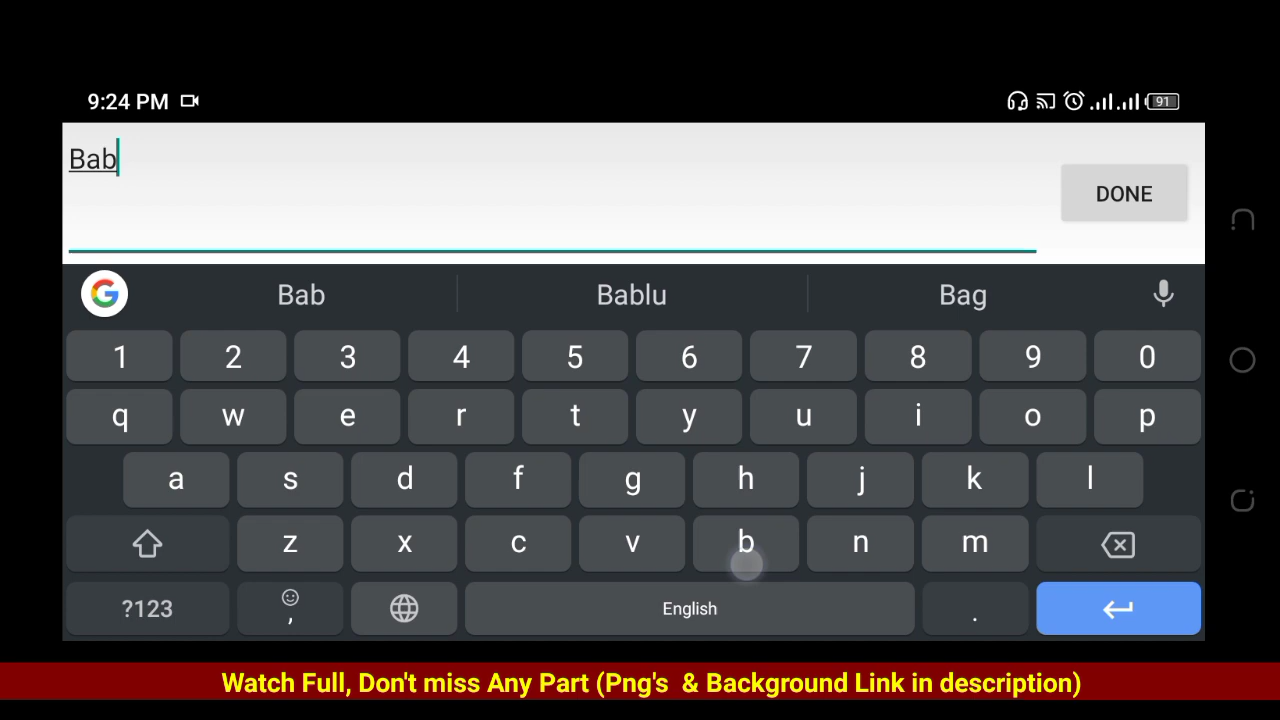 9:24 PM 91
Bab
DONE
G Bab Bablu Bag
1 2 3 4 5 6 7 8 9 0
q w e r t y u i o p
a s d f g h j k l
z x c v b n m
?123 , English .
Watch Full, Don't miss Any Part (Png's & Background Link in description)